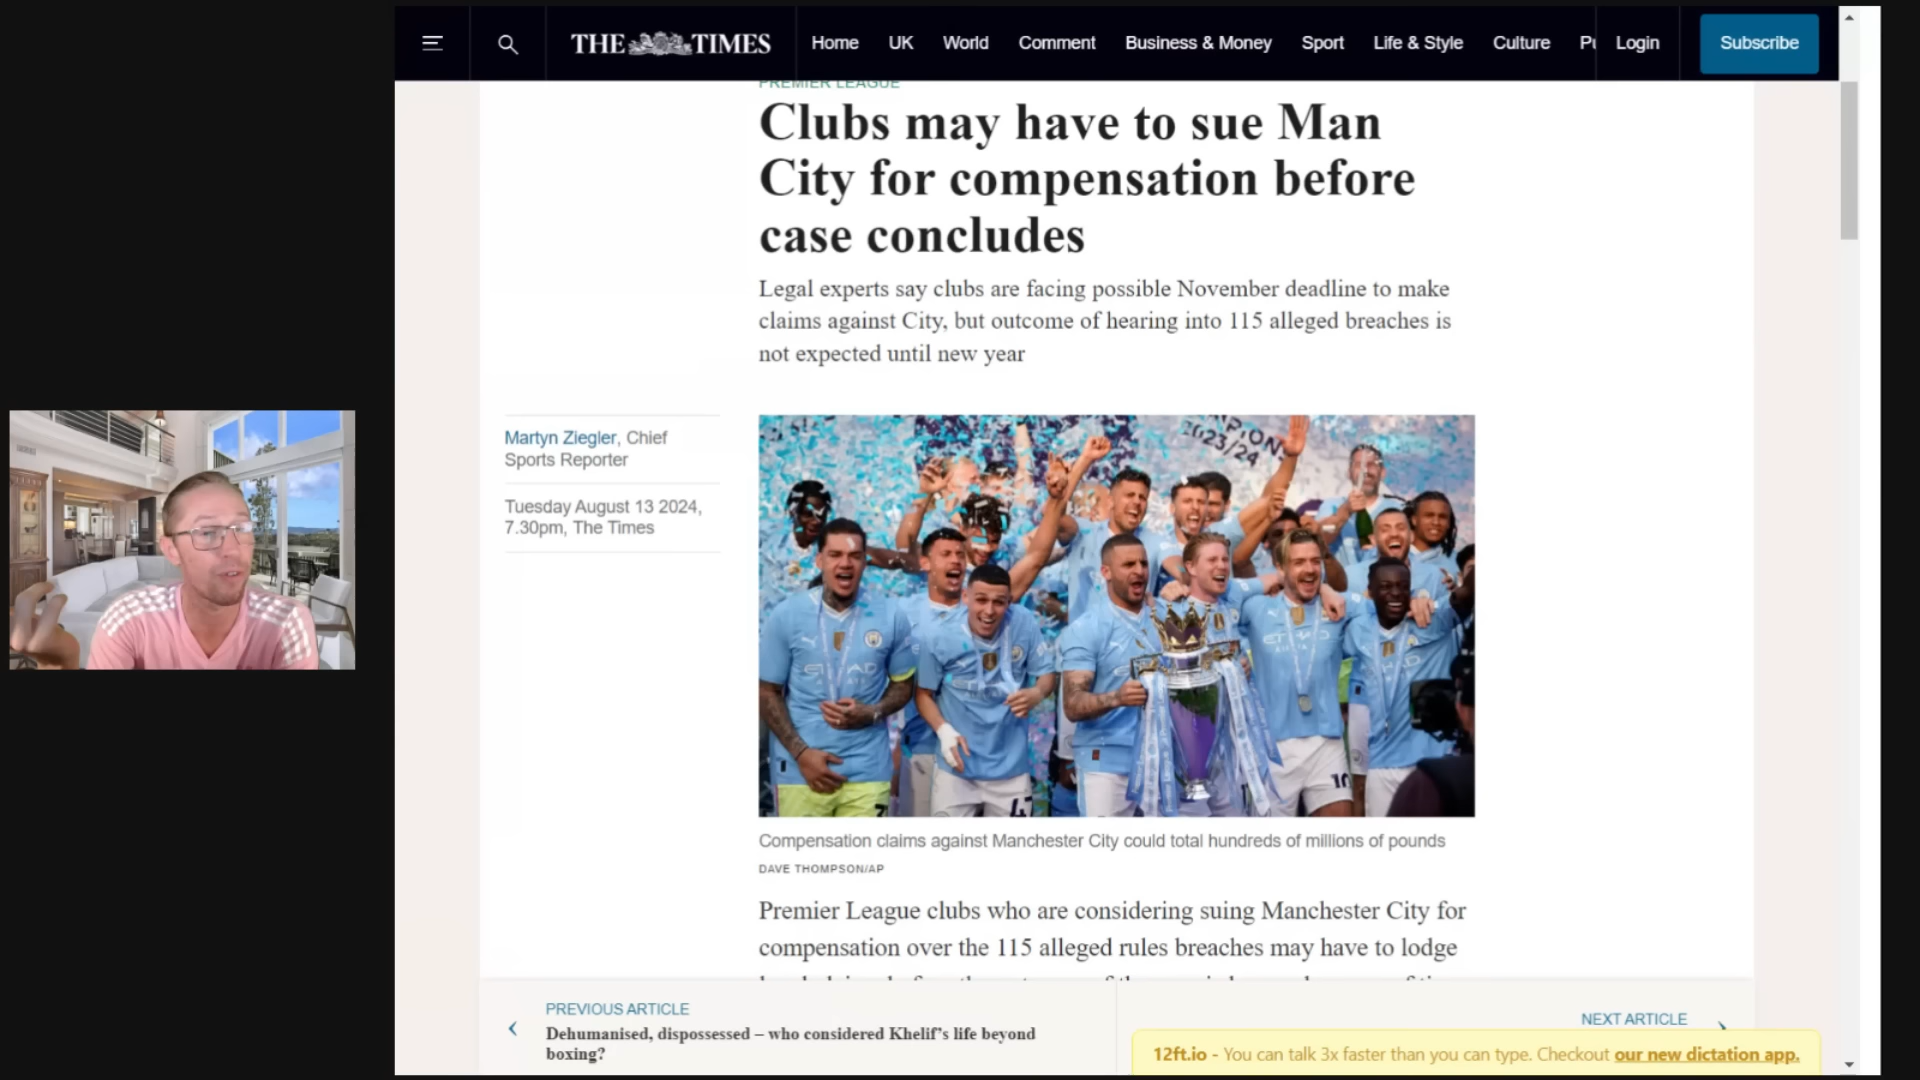 THE TIMES
Home
UK
World
Comment
Business & Money
Sport
Life & Style
Culture
Login
Subscribe
PREMIER LEAGUE
Clubs may have to sue Man
City for compensation before
case concludes
Legal experts say clubs are facing possible November deadline to make
claims against City, but outcome of hearing into 115 alleged breaches is
not expected until new year
Martyn Ziegler, Chief
Sports Reporter
Tuesday August 13 2024,
7.30pm, The Times
2023/24
ETIHAD
ETIHAD
47
10
Compensation claims against Manchester City could total hundreds of millions of pounds
DAVE THOMPSON/AP
Premier League clubs who are considering suing Manchester City for
compensation over the 115 alleged rules breaches may have to lodge
PREVIOUS ARTICLE
Dehumanised, dispossessed – who considered Khelif’s life beyond
boxing?
NEXT ARTICLE
12ft.io - You can talk 3x faster than you can type. Checkout our new dictation app.